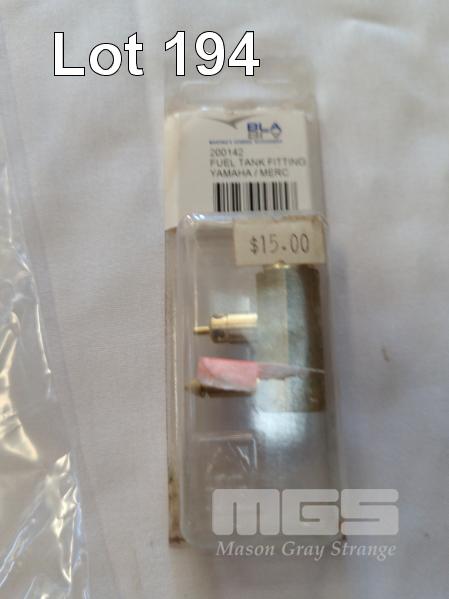 Lot 194
BLA
200142
FUEL TANK FITTING
YAMAHA / MERC
$15.00
MGS
Mason Gray Strange